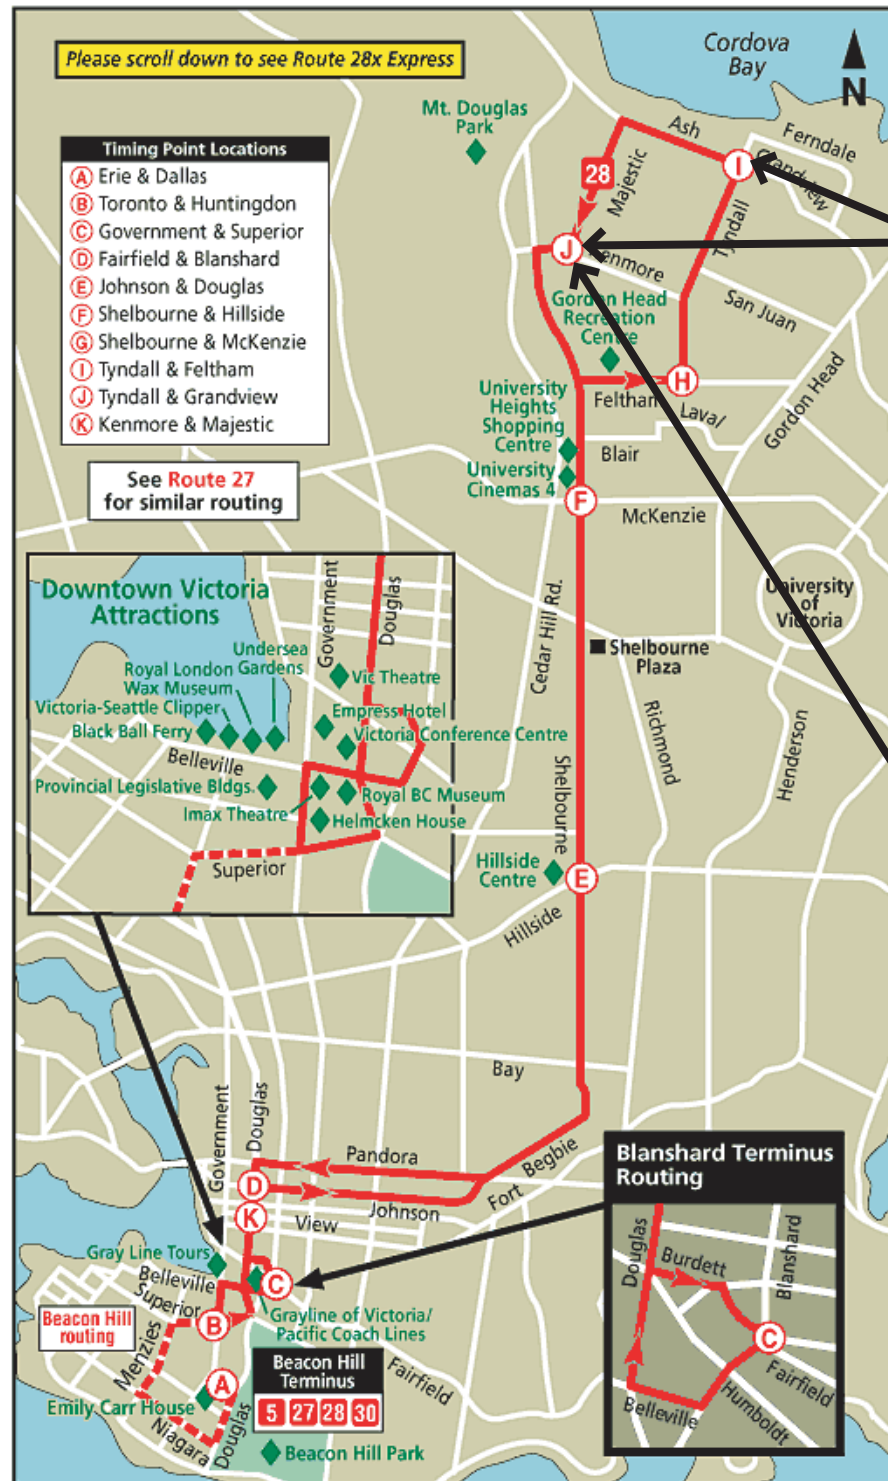 Please scroll down to see Route 28x Express
Cordova
Bay
N
Mt. Douglas
Park
Timing Point Locations
A Erie & Dallas
B Toronto & Huntingdon
C Government & Superior
D Fairfield & Blanshard
E Johnson & Douglas
F Shelbourne & Hillside
G Shelbourne & McKenzie
I Tyndall & Feltham
J Tyndall & Grandview
K Kenmore & Majestic
See Route 27
for similar routing
Ash
Ferndale
Grandview
I
28
Majestic
Tyndall
J
Kenmore
San Juan
Gordon Head
Recreation
Centre
H
Feltham
Laval
Gordon Head
University
Heights
Shopping
Centre
Blair
University
Cinemas 4
F
McKenzie
University
of
Victoria
Cedar Hill Rd.
Shelbourne
Plaza
Richmond
Henderson
Shelbourne
Hillside
Centre
E
Hillside
Downtown Victoria
Attractions
Government
Douglas
Undersea
Gardens
Royal London
Wax Museum
Victoria-Seattle Clipper
Black Ball Ferry
Vic Theatre
Empress Hotel
Victoria Conference Centre
Belleville
Provincial Legislative Bldgs.
Imax Theatre
Royal BC Museum
Helmcken House
Superior
Bay
Government
Douglas
Pandora
Begbie
Fort
D
Johnson
K
View
Gray Line Tours
Belleville
Superior
C
Grayline of Victoria/
Pacific Coach Lines
B
Beacon Hill
routing
Menzies
A
Emily Carr House
Niagara
Douglas
Beacon Hill
Terminus
5 27 28 30
Fairfield
Beacon Hill Park
Blanshard Terminus
Routing
Douglas
Burdett
Blanshard
C
Fairfield
Humboldt
Belleville